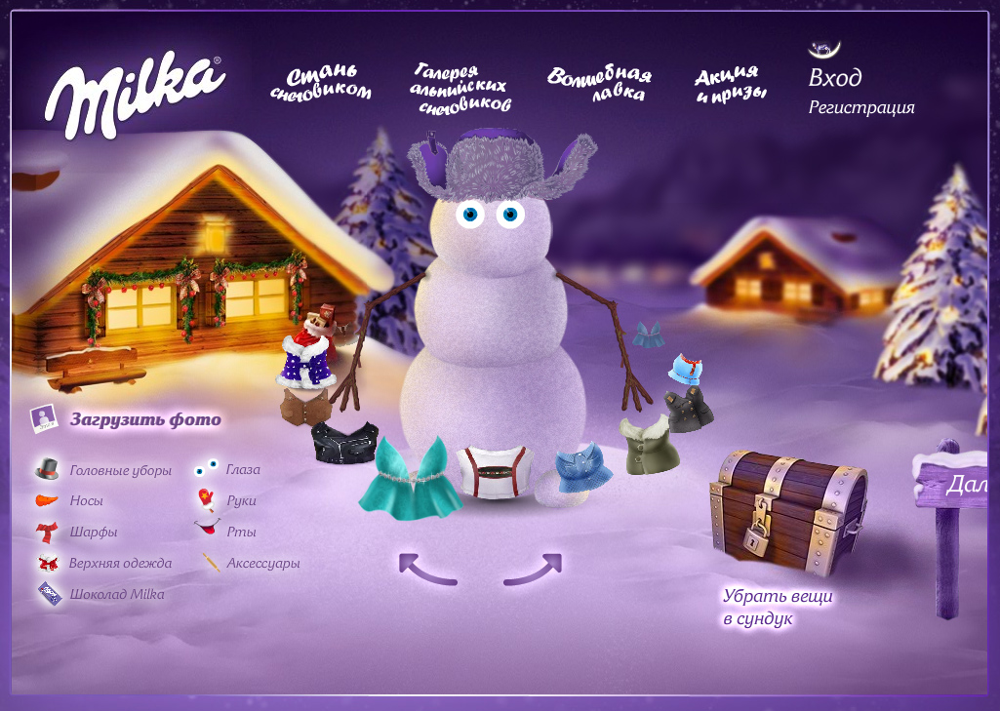 Milka®
Стань
снеговиком
Галерея
альпийских
снеговиков
Волшебная
лавка
Акция
и призы
Вход
Регистрация
Загрузить фото
Головные уборы
Носы
Шарфы
Верхняя одежда
Шоколад Milka
Глаза
Руки
Рты
Аксессуары
Убрать вещи
в сундук
Дал